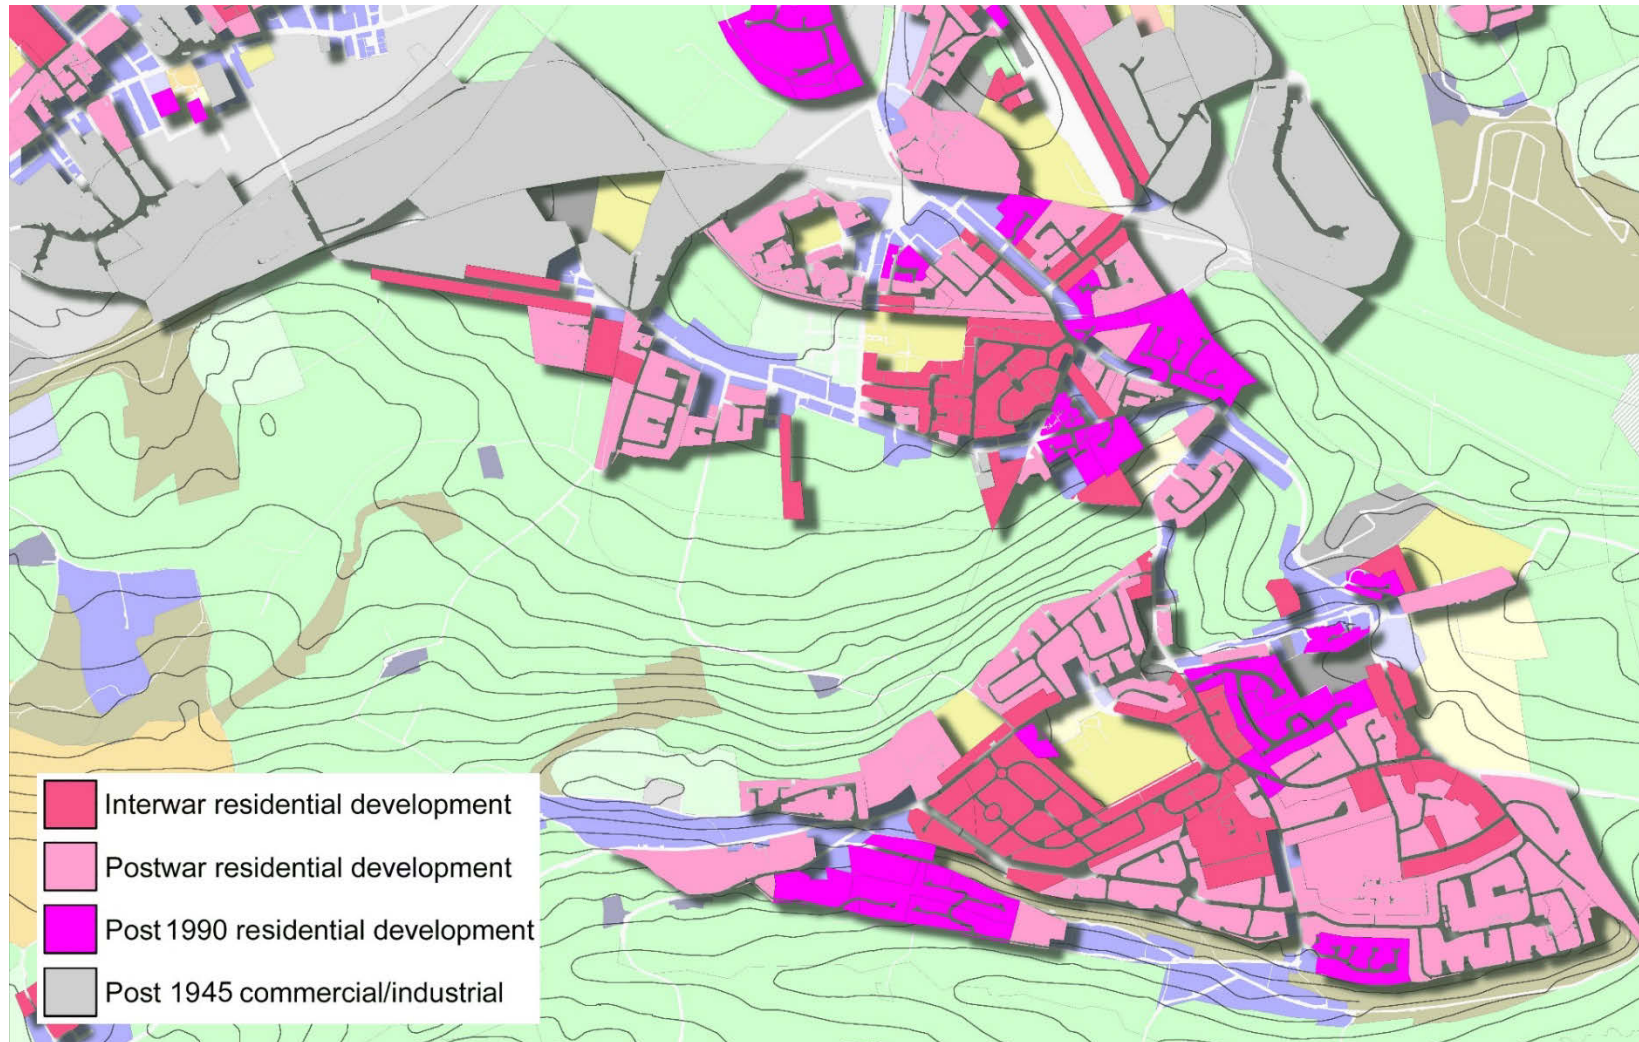 Interwar residential development
Postwar residential development
Post 1990 residential development
Post 1945 commercial/industrial